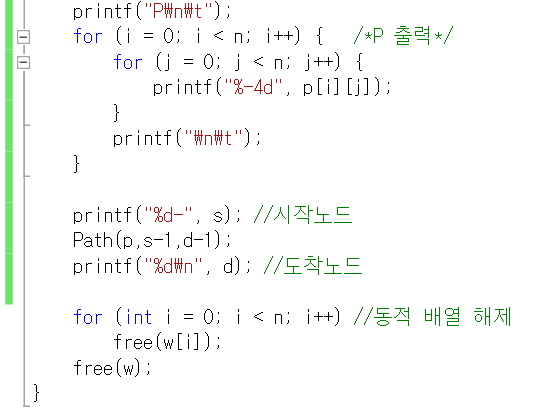 printf("P₩n₩t");
for (i = 0; i < n; i++) {   /*P 출력*/
for (j = 0; j < n; j++) {
printf("%-4d", p[i][j]);
}
printf("₩n₩t");
}
printf("%d-", s); //시작노드
Path(p,s-1,d-1);
printf("%d₩n", d); //도착노드
for (int i = 0; i < n; i++) //동적 배열 해제
free(w[i]);
free(w);
}